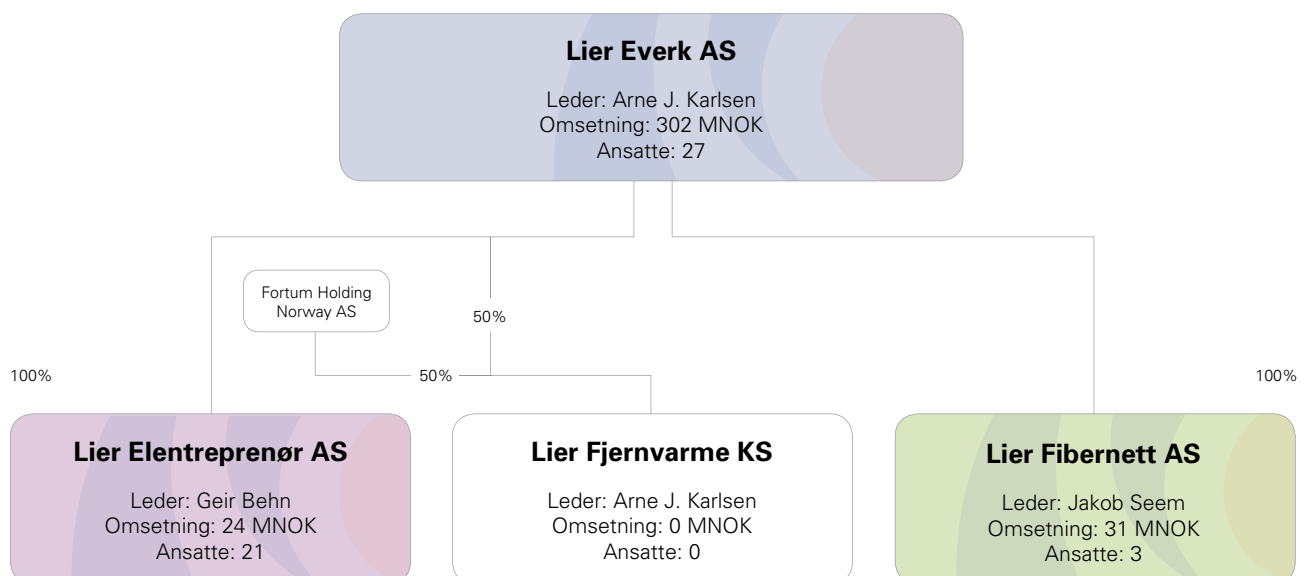 Lier Everk AS
Leder: Arne J. Karlsen
Omsetning: 302 MNOK
Ansatte: 27
Fortum Holding
Norway AS
50%
100%
50%
100%
Lier Elentreprenør AS
Leder: Geir Behn
Omsetning: 24 MNOK
Ansatte: 21
Lier Fjernvarme KS
Leder: Arne J. Karlsen
Omsetning: 0 MNOK
Ansatte: 0
Lier Fibernett AS
Leder: Jakob Seem
Omsetning: 31 MNOK
Ansatte: 3